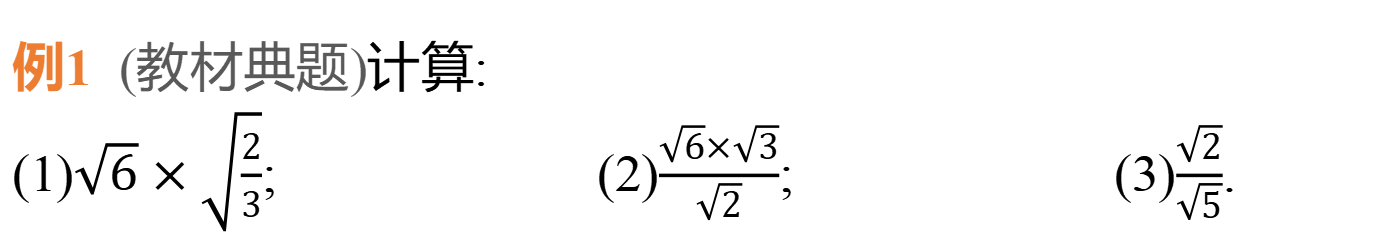 例1 (教材典题)计算:
(1)√6 × √(2/3); (2)(√6×√3)/√2; (3)√2/√5.